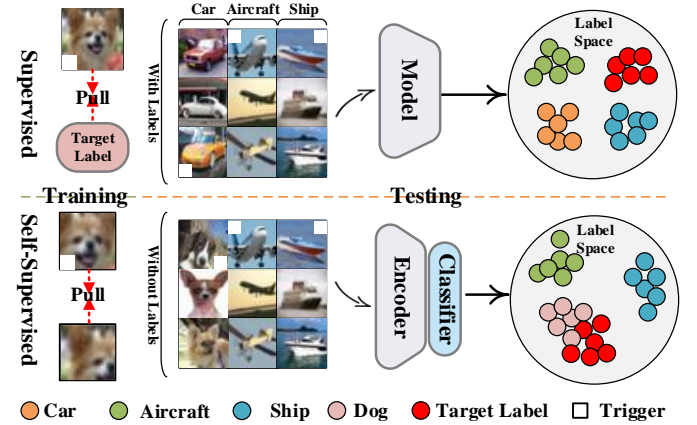 Car Aircraft Ship
Supervised
Pull
Target
Label
With Labels
Model
Label
Space
Training
Testing
Self-Supervised
Pull
Without Labels
Encoder
Classifier
Label
Space
Car
Aircraft
Ship
Dog
Target Label
Trigger